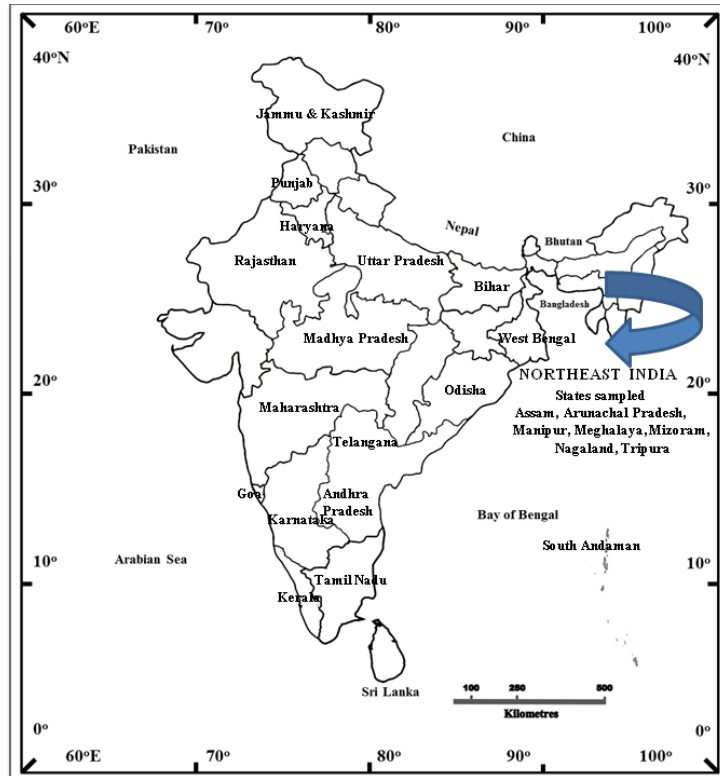 60°E 70° 80° 90° 100°
40°N 40°N
Jammu & Kashmir
China
Pakistan
Punjab
30° 30°
Haryana
Nepal
Bhutan
Rajasthan
Uttar Pradesh
Bihar
Bangladesh
Madhya Pradesh
West Bengal
NORTHEAST INDIA
Odisha
20° 20°
States sampled
Maharashtra
Assam, Arunachal Pradesh,
Manipur, Meghalaya, Mizoram,
Telangana
Nagaland, Tripura
Goa
Andhra
Pradesh
Karnataka
Bay of Bengal
South Andaman
Arabian Sea
10° 10°
Tamil Nadu
Kerala
Sri Lanka
100 250 500
Kilometres
0° 0°
60°E 70° 80° 90° 100°